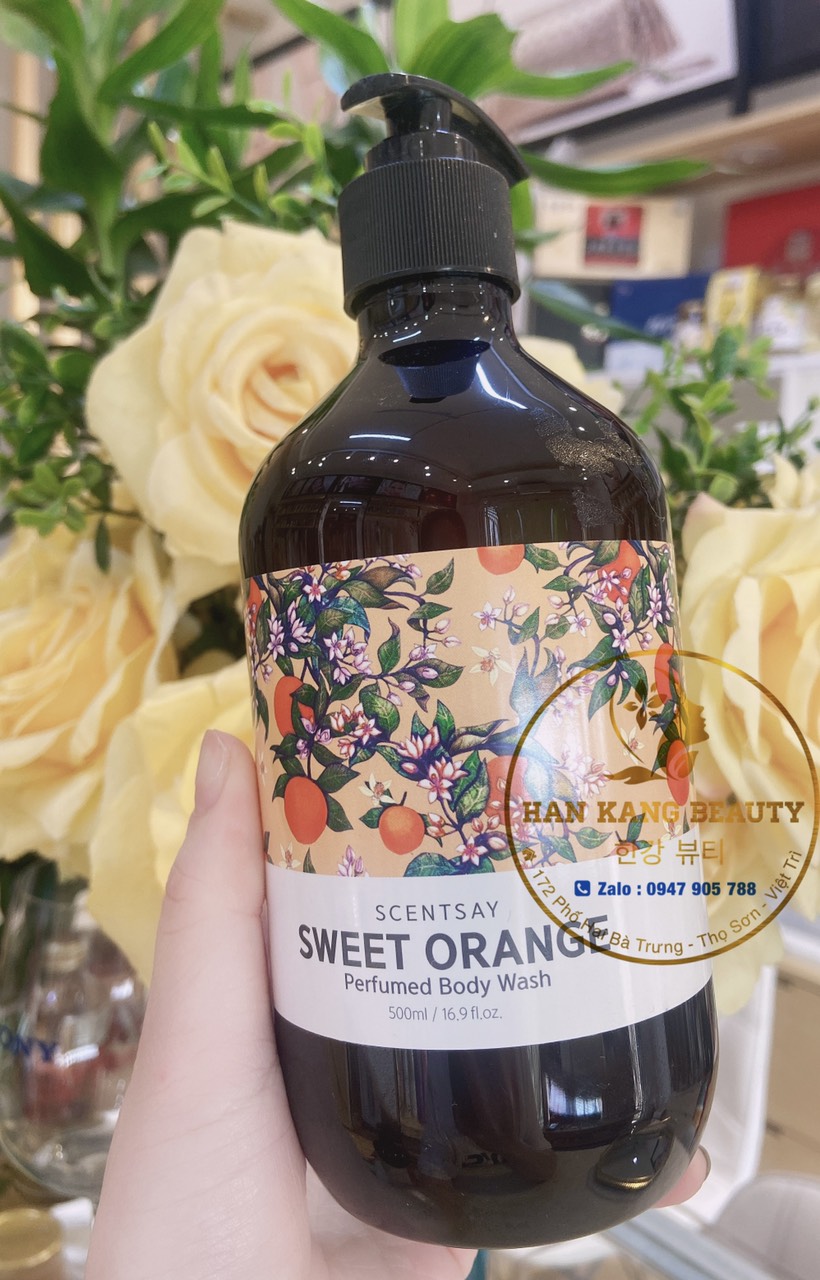 SCENTSAY
SWEET ORANGE
Perfumed Body Wash
500ml / 16.9 fl.oz.
HAN KANG BEAUTY
한강 뷰티
Zalo : 0947 905 788
172 Phố Hai Bà Trưng - Thọ Sơn - Việt Trì